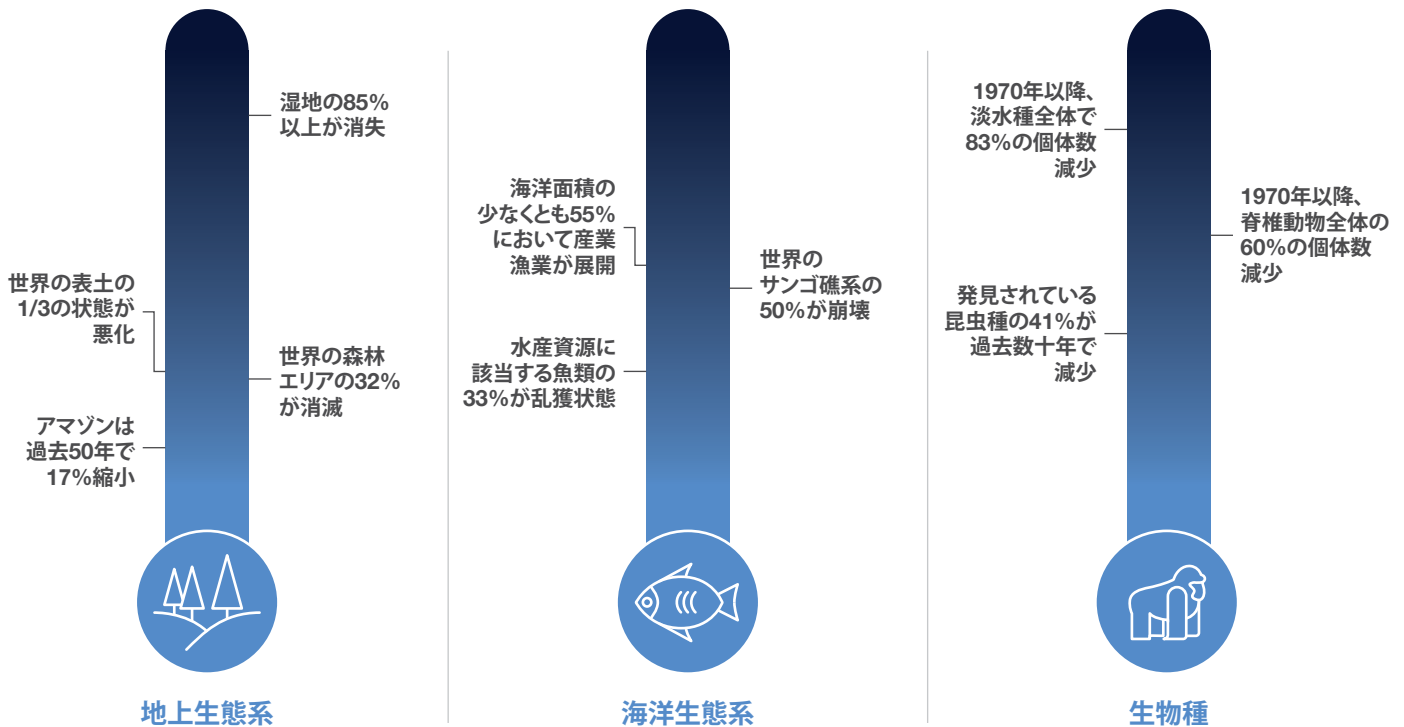 湿地の85%
以上が消失
世界の表土の
1/3の状態が
悪化
世界の森林
エリアの32%
が消滅
アマゾンは
過去50年で
17%縮小
地上生態系
海洋面積の
少なくとも55%
において産業
漁業が展開
世界の
サンゴ礁系の
50%が崩壊
水産資源に
該当する魚類の
33%が乱獲状態
海洋生態系
1970年以降、
淡水種全体で
83%の個体数
減少
1970年以降、
脊椎動物全体の
60%の個体数
減少
発見されている
昆虫種の41%が
過去数十年で
減少
生物種